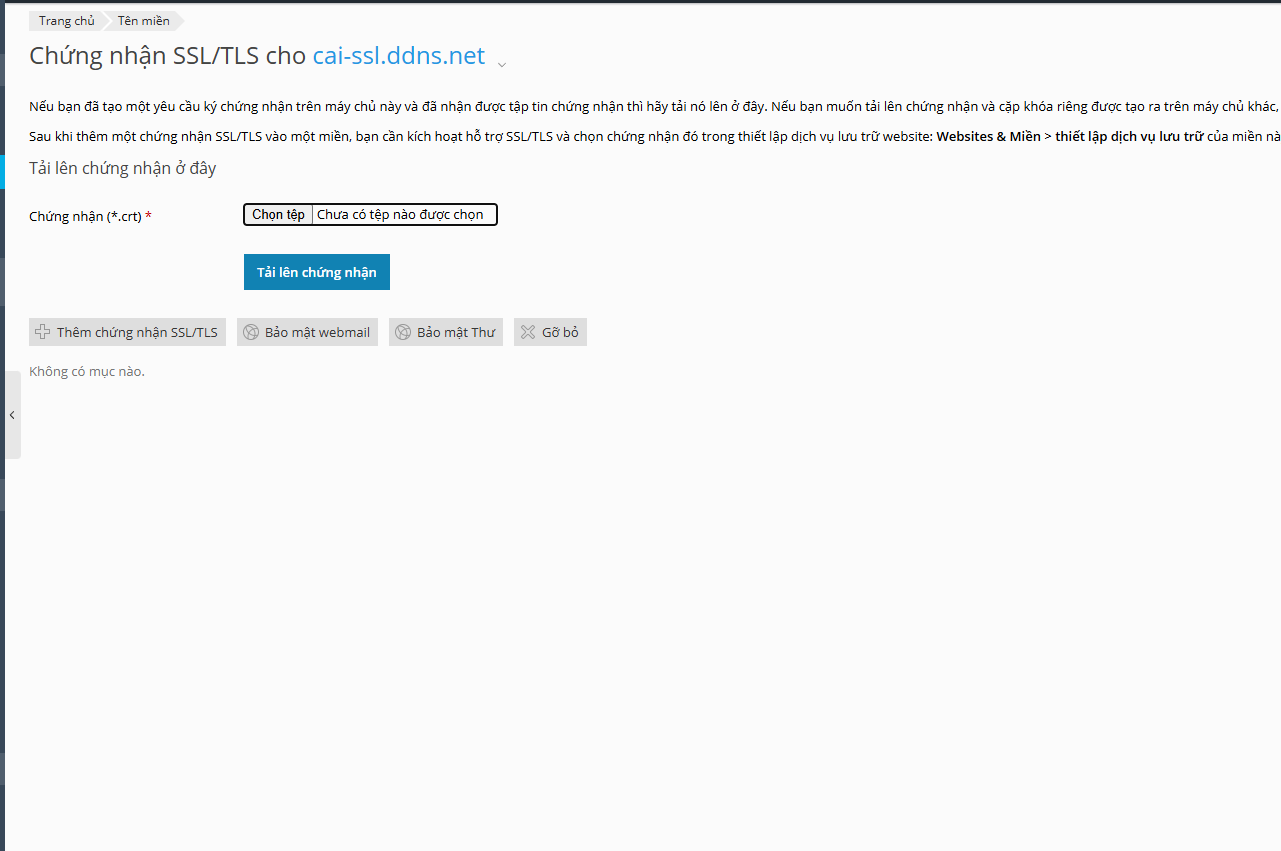 Trang chủ Tên miền
Chứng nhận SSL/TLS cho cai-ssl.ddns.net
Nếu bạn đã tạo một yêu cầu ký chứng nhận trên máy chủ này và đã nhận được tập tin chứng nhận thì hãy tải nó lên ở đây. Nếu bạn muốn tải lên chứng nhận và cặp khóa riêng được tạo ra trên máy chủ khác,
Sau khi thêm một chứng nhận SSL/TLS vào một miền, bạn cần kích hoạt hỗ trợ SSL/TLS và chọn chứng nhận đó trong thiết lập dịch vụ lưu trữ website: Websites & Miền > thiết lập dịch vụ lưu trữ của miền nà
Tải lên chứng nhận ở đây
Chứng nhận (*.crt) * Chọn tệp Chưa có tệp nào được chọn
Tải lên chứng nhận
Thêm chứng nhận SSL/TLS Bảo mật webmail Bảo mật Thư Gỡ bỏ
Không có mục nào.